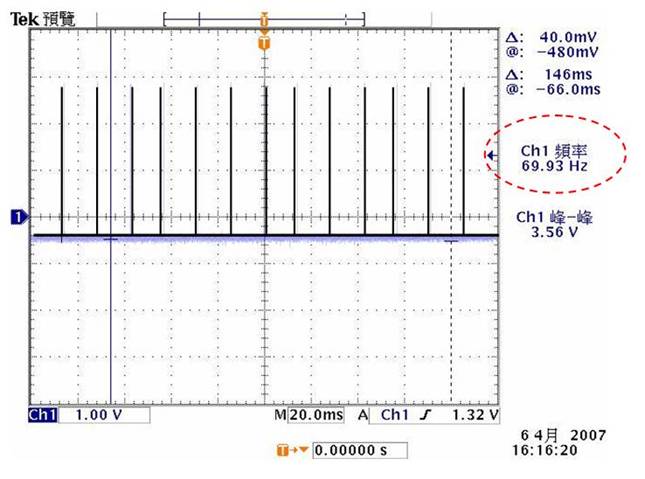 Tek 預覽
T
T
Δ: 40.0mV
@: -480mV
Δ: 146ms
@: -66.0ms
Ch1 頻率
69.93 Hz
1
Ch1 峰-峰
3.56 V
Ch1 1.00 V M 20.0ms A Ch1 1.32 V
6 4月 2007
16:16:20
T 0.00000 s